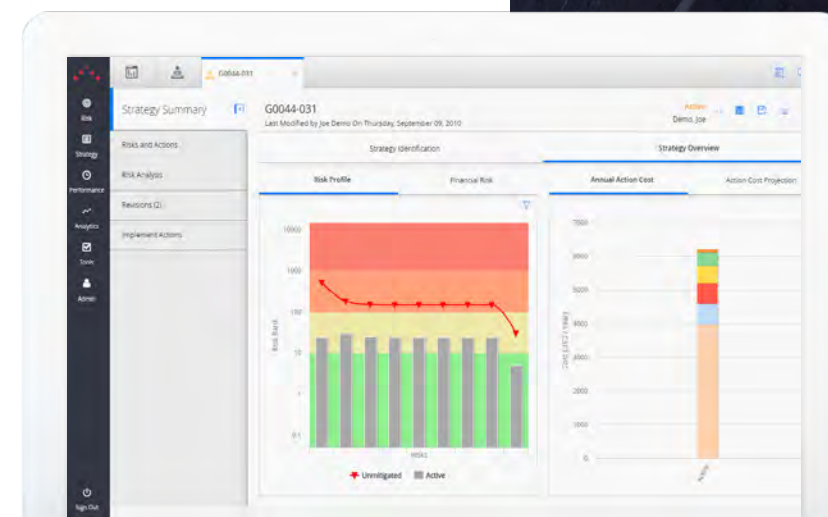 G0044-031
Risk
Strategy
Performance
Analytics
Tools
Admin
Sign Out
Strategy Summary
Risks and Actions
Risk Analysis
Revisions (2)
Implement Actions
G0044-031
Last Modified by Joe Demo On Thursday, September 09, 2010
Active
Demo, Joe
Strategy Identification
Strategy Overview
Risk Profile
Financial Risk
Annual Action Cost
Action Cost Projection
10000
1000
100
10
1
0.1
Risk Rank
Risks
Unmitigated
Active
7000
6000
5000
4000
3000
2000
1000
0
Active